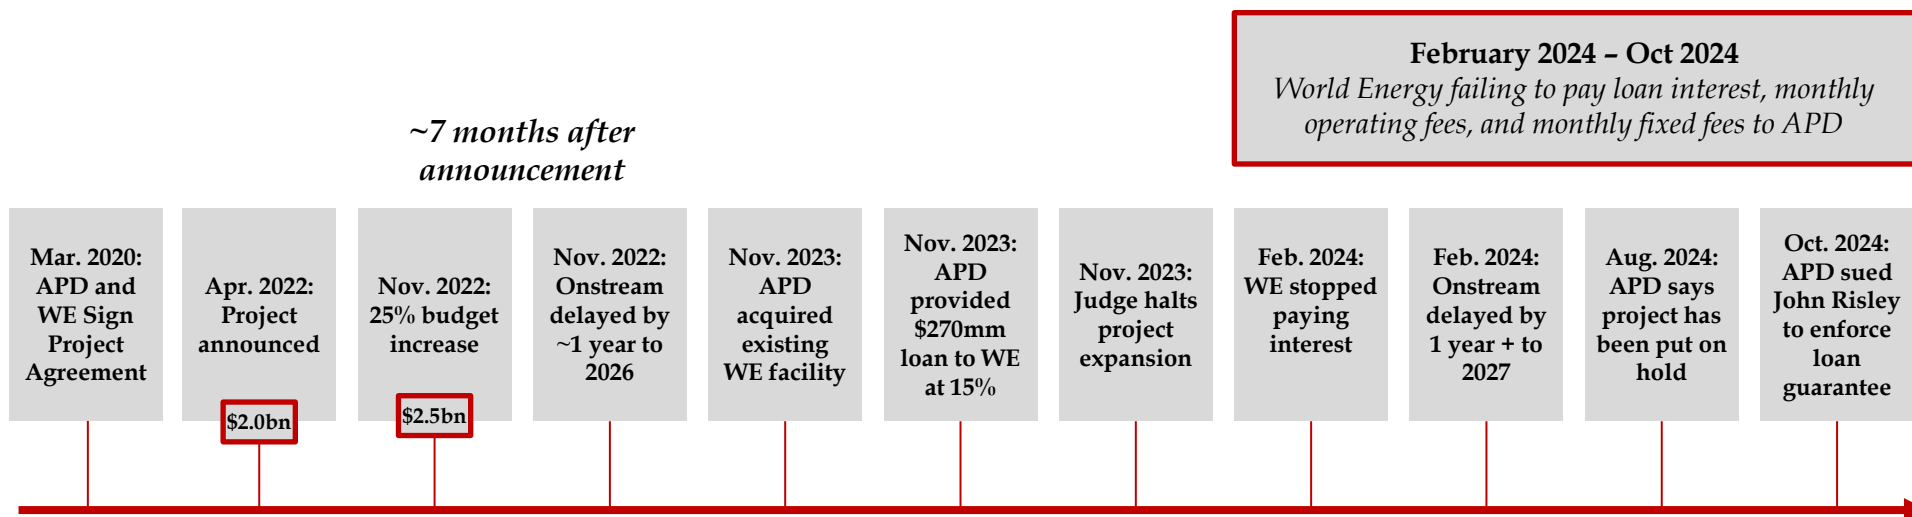 February 2024 – Oct 2024
World Energy failing to pay loan interest, monthly
operating fees, and monthly fixed fees to APD
~7 months after
announcement
Mar. 2020:
APD and
WE Sign
Project
Agreement
Apr. 2022:
Project
announced
$2.0bn
Nov. 2022:
25% budget
increase
$2.5bn
Nov. 2022:
Onstream
delayed by
~1 year to
2026
Nov. 2023:
APD
acquired
existing
WE facility
Nov. 2023:
APD
provided
$270mm
loan to WE
at 15%
Nov. 2023:
Judge halts
project
expansion
Feb. 2024:
WE stopped
paying
interest
Feb. 2024:
Onstream
delayed by
1 year + to
2027
Aug. 2024:
APD says
project has
been put on
hold
Oct. 2024:
APD sued
John Risley
to enforce
loan
guarantee